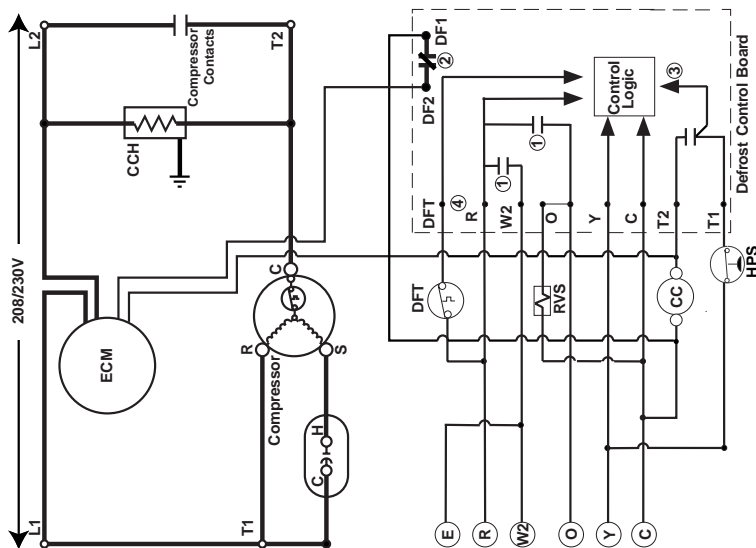 208/230V
L2
T2
Compressor
Contacts
CCH
L1
T1
ECM
C
R
S
Compressor
H
C
DF1
②
DF2
Control
Logic
③
①
①
④
DFT
R
W2
O
Y
C
T2
T1
Defrost Control Board
DFT
RVS
CC
HPS
E
R
W2
O
Y
C